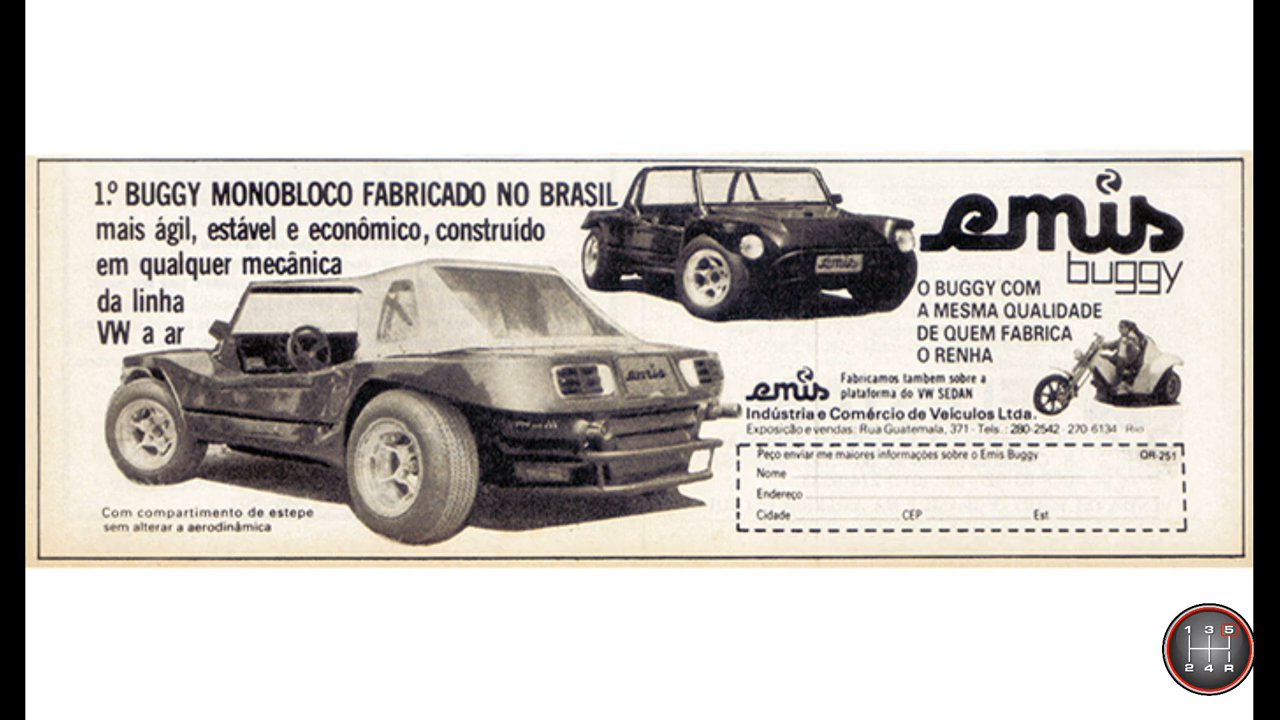 1.º BUGGY MONOBLOCO FABRICADO NO BRASIL
mais ágil, estável e econômico, construído
em qualquer mecânica
da linha
VW a ar
Com compartimento de estepe
sem alterar a aerodinâmica
emis
emis
emis
buggy
O BUGGY COM
A MESMA QUALIDADE
DE QUEM FABRICA
O RENHA
emis
Fabricamos tambem sobre a
plataforma do VW SEDAN
Indústria e Comércio de Veículos Ltda.
Exposição e vendas: Rua Guatemala, 371 - Tels.: 280-2542 - 270-6134 Rio
Peço enviar me maiores informações sobre o Emis Buggy
QR-251
Nome
Endereço
Cidade CEP Est.
1 3 5
2 4 R